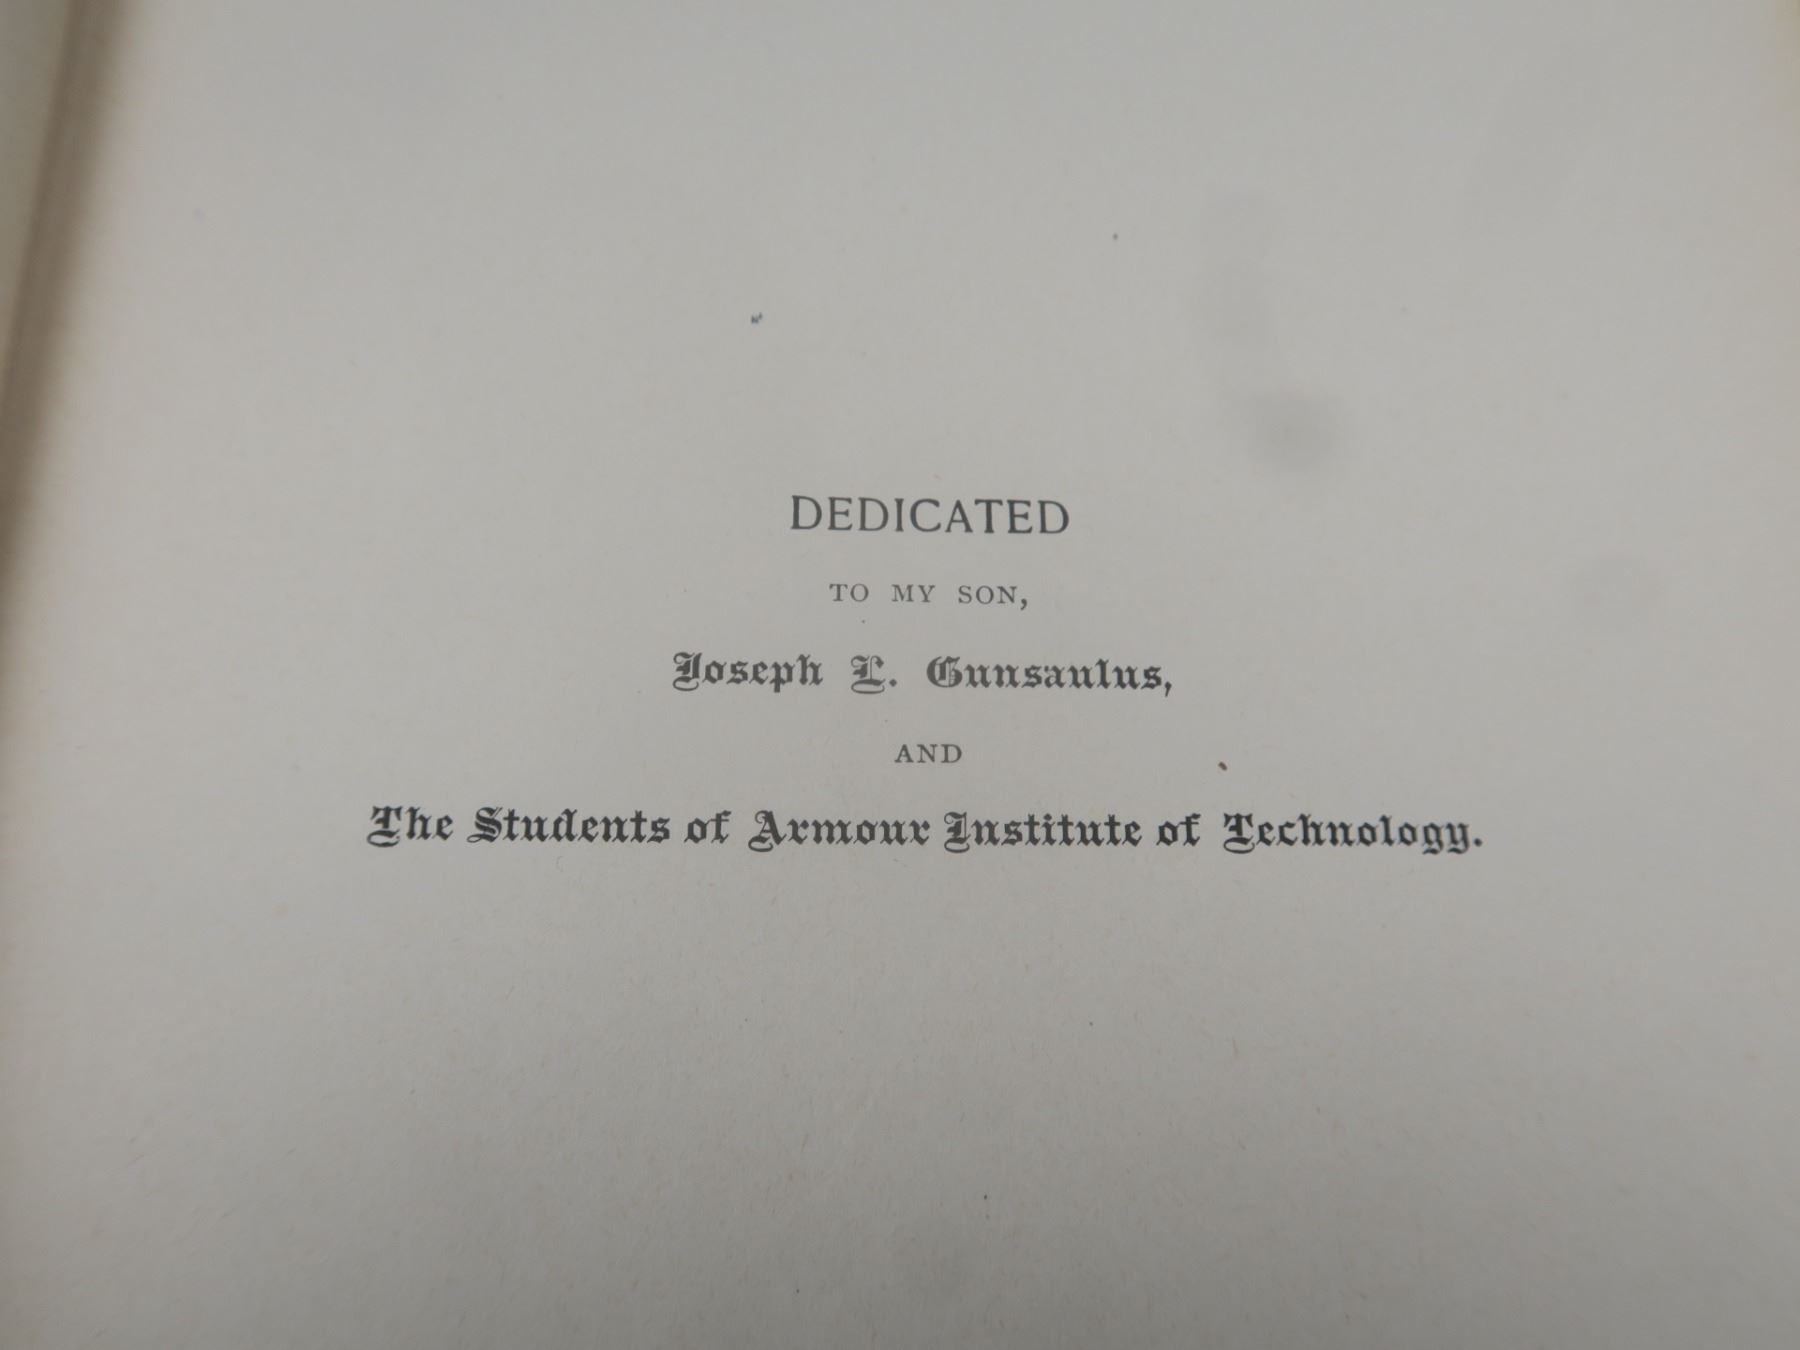 DEDICATED
TO MY SON,
Joseph L. Gunsaulus,
AND
The Students of Armour Institute of Technology.